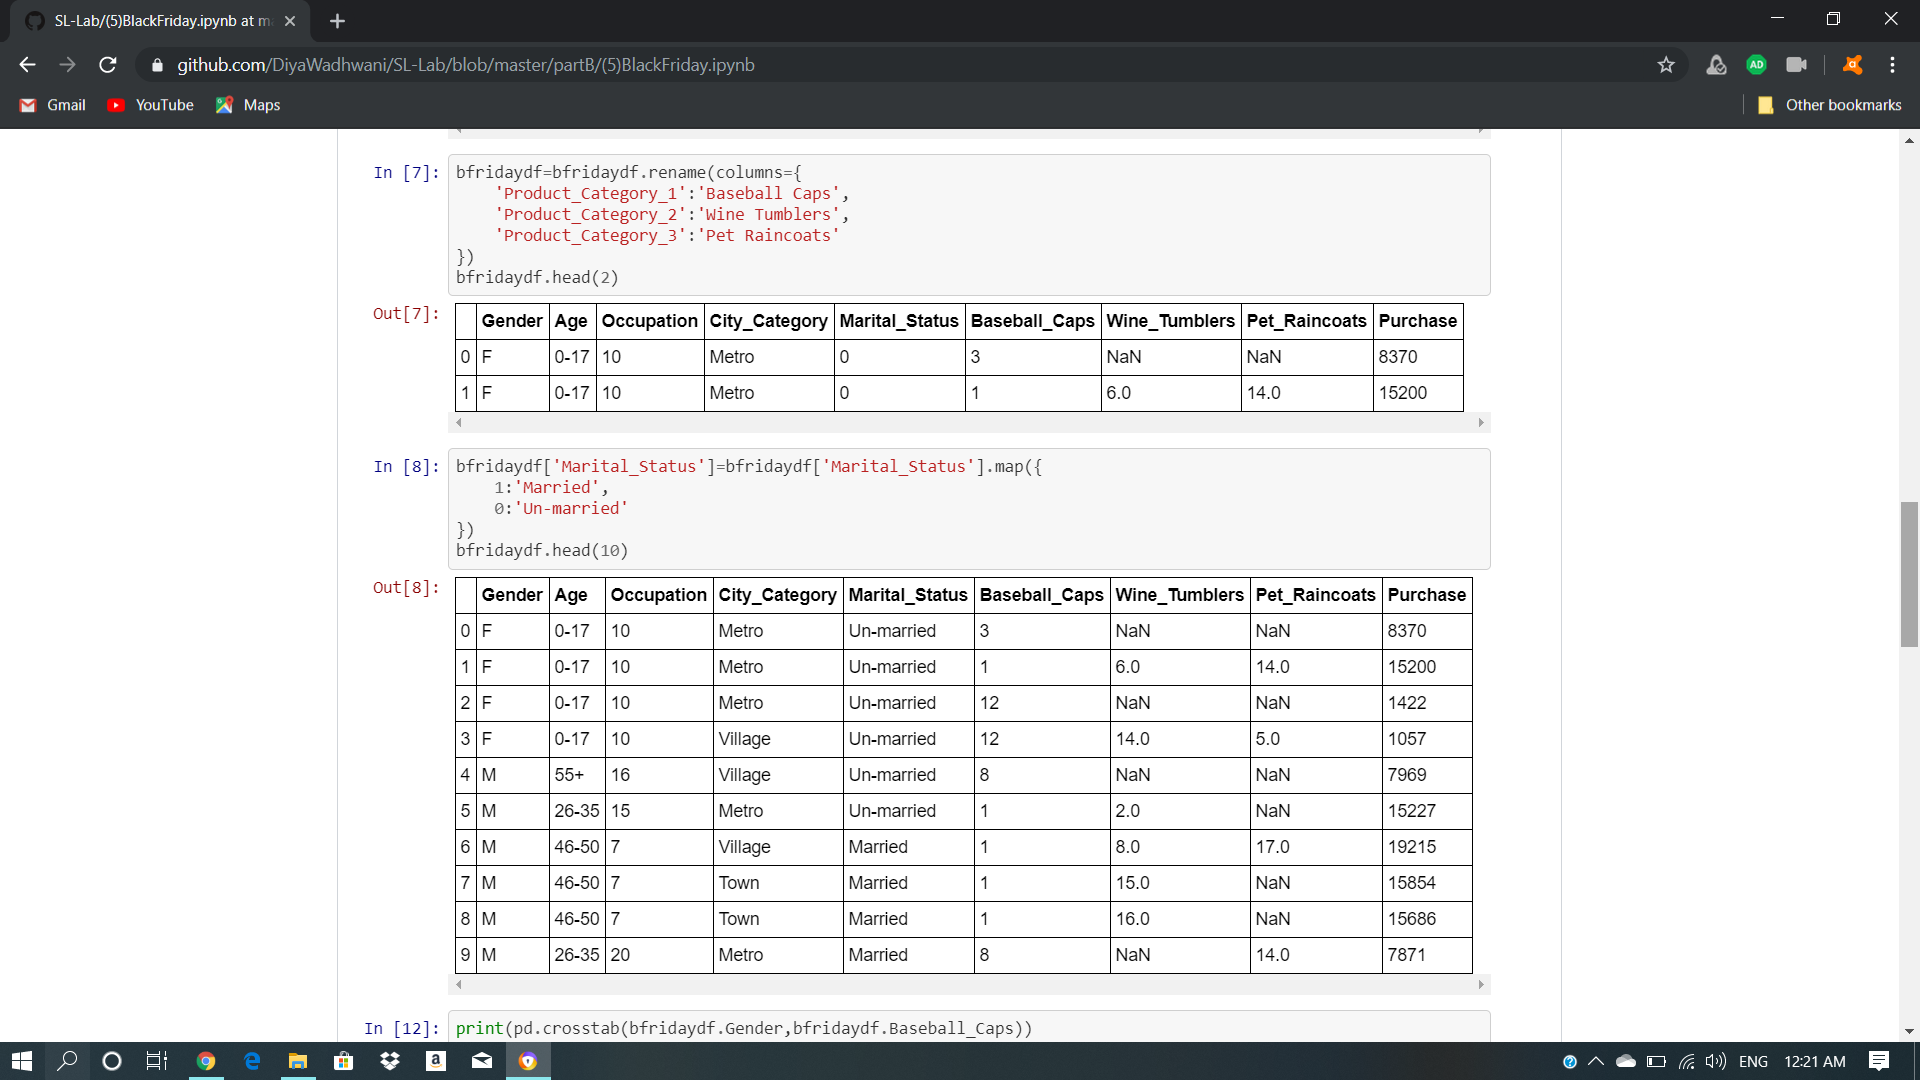 SL-Lab/(5)BlackFriday.ipynb at m
github.com/DiyaWadhwani/SL-Lab/blob/master/partB/(5)BlackFriday.ipynb
AD
Gmail YouTube Maps Other bookmarks
In [7]: bfridaydf=bfridaydf.rename(columns={
'Product_Category_1':'Baseball_Caps',
'Product_Category_2':'Wine_Tumblers',
'Product_Category_3':'Pet_Raincoats'
})
bfridaydf.head(2)
Out[7]: Gender Age Occupation City_Category Marital_Status Baseball_Caps Wine_Tumblers Pet_Raincoats Purchase
0 F 0-17 10 Metro 0 3 NaN NaN 8370
1 F 0-17 10 Metro 0 1 6.0 14.0 15200
In [8]: bfridaydf['Marital_Status']=bfridaydf['Marital_Status'].map({
1:'Married',
0:'Un-married'
})
bfridaydf.head(10)
Out[8]: Gender Age Occupation City_Category Marital_Status Baseball_Caps Wine_Tumblers Pet_Raincoats Purchase
0 F 0-17 10 Metro Un-married 3 NaN NaN 8370
1 F 0-17 10 Metro Un-married 1 6.0 14.0 15200
2 F 0-17 10 Metro Un-married 12 NaN NaN 1422
3 F 0-17 10 Village Un-married 12 14.0 5.0 1057
4 M 55+ 16 Village Un-married 8 NaN NaN 7969
5 M 26-35 15 Metro Un-married 1 2.0 NaN 15227
6 M 46-50 7 Village Married 1 8.0 17.0 19215
7 M 46-50 7 Town Married 1 15.0 NaN 15854
8 M 46-50 7 Town Married 1 16.0 NaN 15686
9 M 26-35 20 Metro Married 8 NaN 14.0 7871
In [12]: print(pd.crosstab(bfridaydf.Gender,bfridaydf.Baseball_Caps))
ENG 12:21 AM